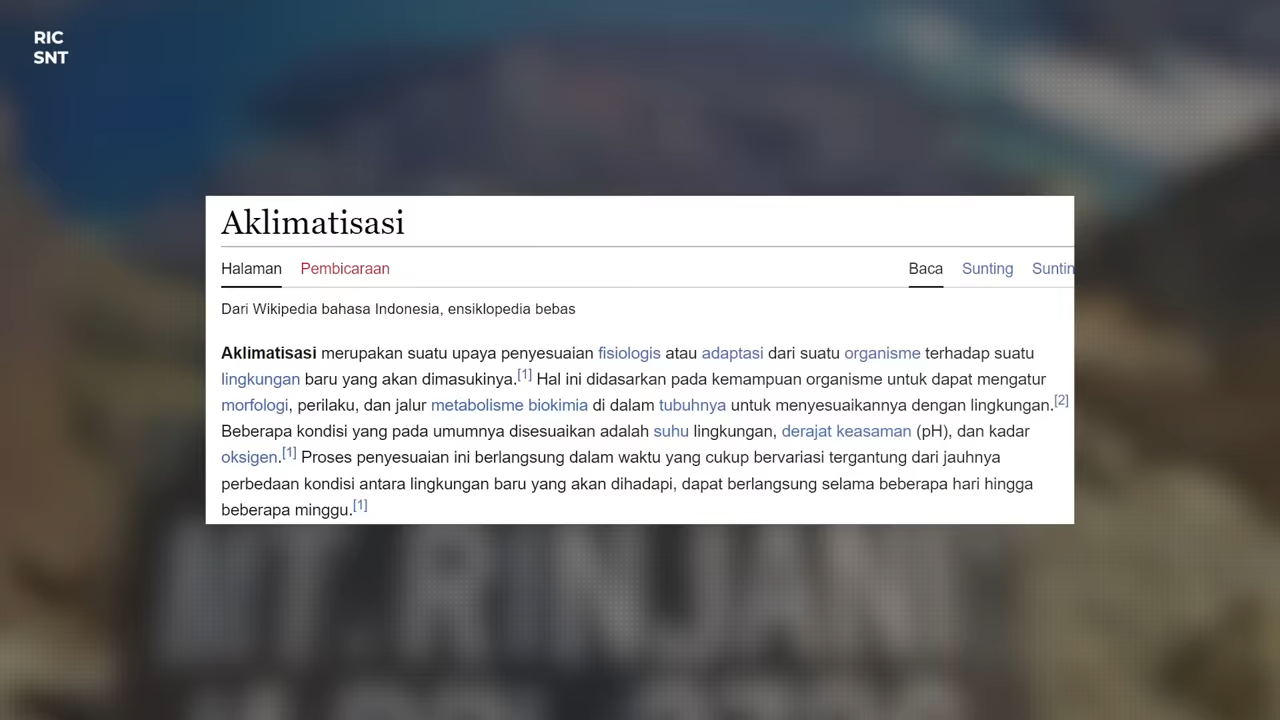 RIC
SNT
Aklimatisasi
Halaman Pembicaraan Baca Sunting Suntin
Dari Wikipedia bahasa Indonesia, ensiklopedia bebas
Aklimatisasi merupakan suatu upaya penyesuaian fisiologis atau adaptasi dari suatu organisme terhadap suatu
lingkungan baru yang akan dimasukinya.[1] Hal ini didasarkan pada kemampuan organisme untuk dapat mengatur
morfologi, perilaku, dan jalur metabolisme biokimia di dalam tubuhnya untuk menyesuaikannya dengan lingkungan.[2]
Beberapa kondisi yang pada umumnya disesuaikan adalah suhu lingkungan, derajat keasaman (pH), dan kadar
oksigen.[1] Proses penyesuaian ini berlangsung dalam waktu yang cukup bervariasi tergantung dari jauhnya
perbedaan kondisi antara lingkungan baru yang akan dihadapi, dapat berlangsung selama beberapa hari hingga
beberapa minggu.[1]
MT. RINJANI